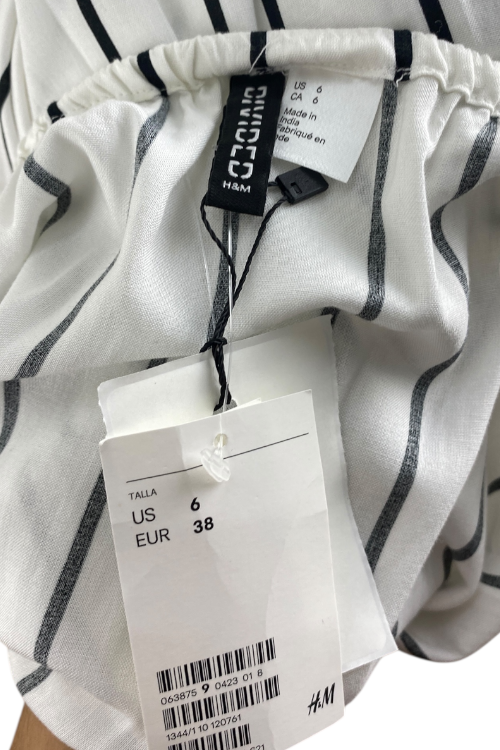 DIVIDED
H&M
US 6
CA 6
Made in
India
Fabriqué en
TALLA
US 6
EUR 38
063875 9 0423 01 8
1344/1 10 120761
H&M